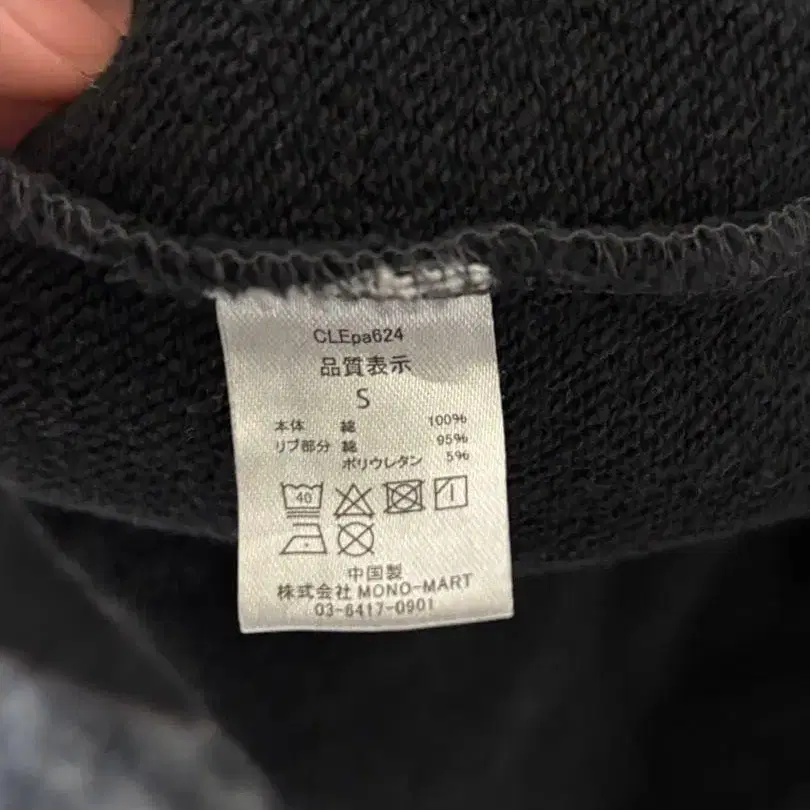 CLEpa624
品質表示
S
本体 綿 100%
リブ部分 綿 95%
ポリウレタン 5%
40
中国製
株式会社 MONO-MART
03-6417-0901